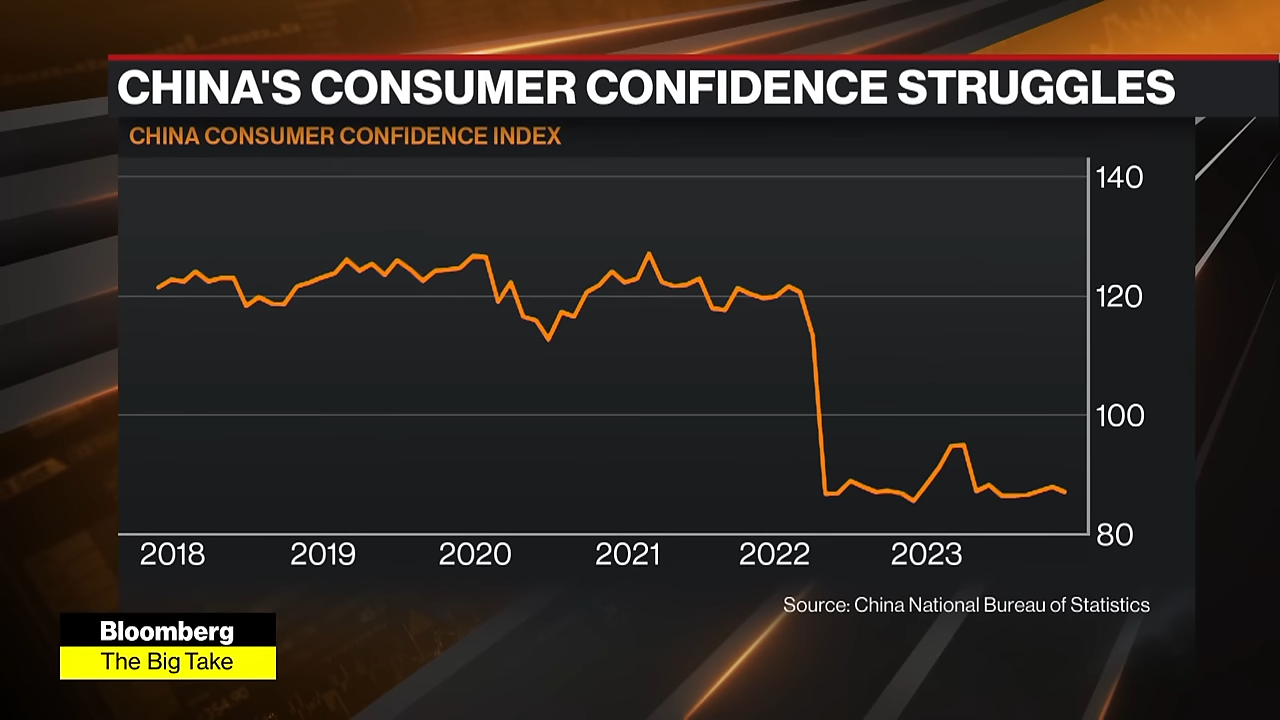 CHINA'S CONSUMER CONFIDENCE STRUGGLES
CHINA CONSUMER CONFIDENCE INDEX
140
120
100
80
2018 2019 2020 2021 2022 2023
Source: China National Bureau of Statistics
Bloomberg
The Big Take